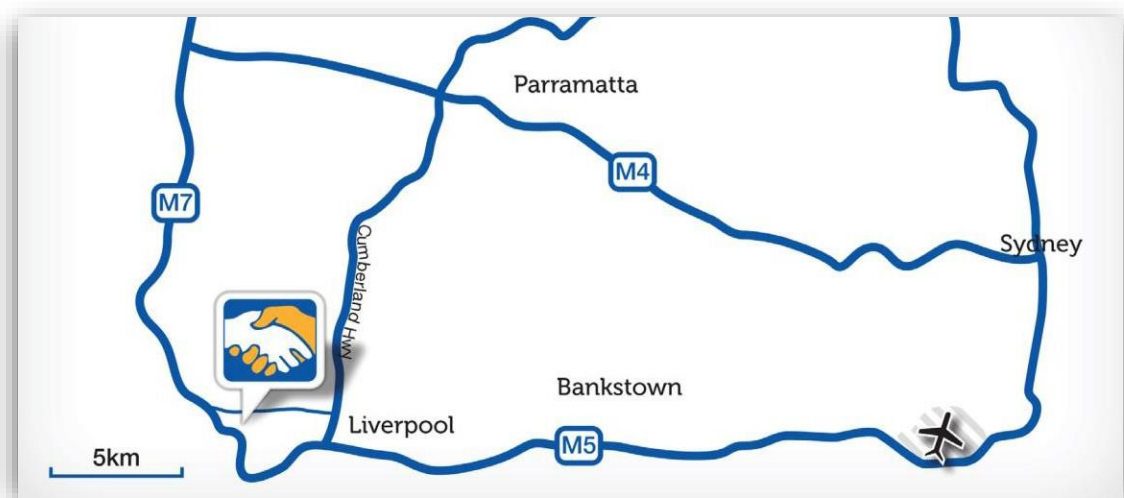 Parramatta
M4
M7
Sydney
Cumberland Hwy
Bankstown
Liverpool
M5
5km